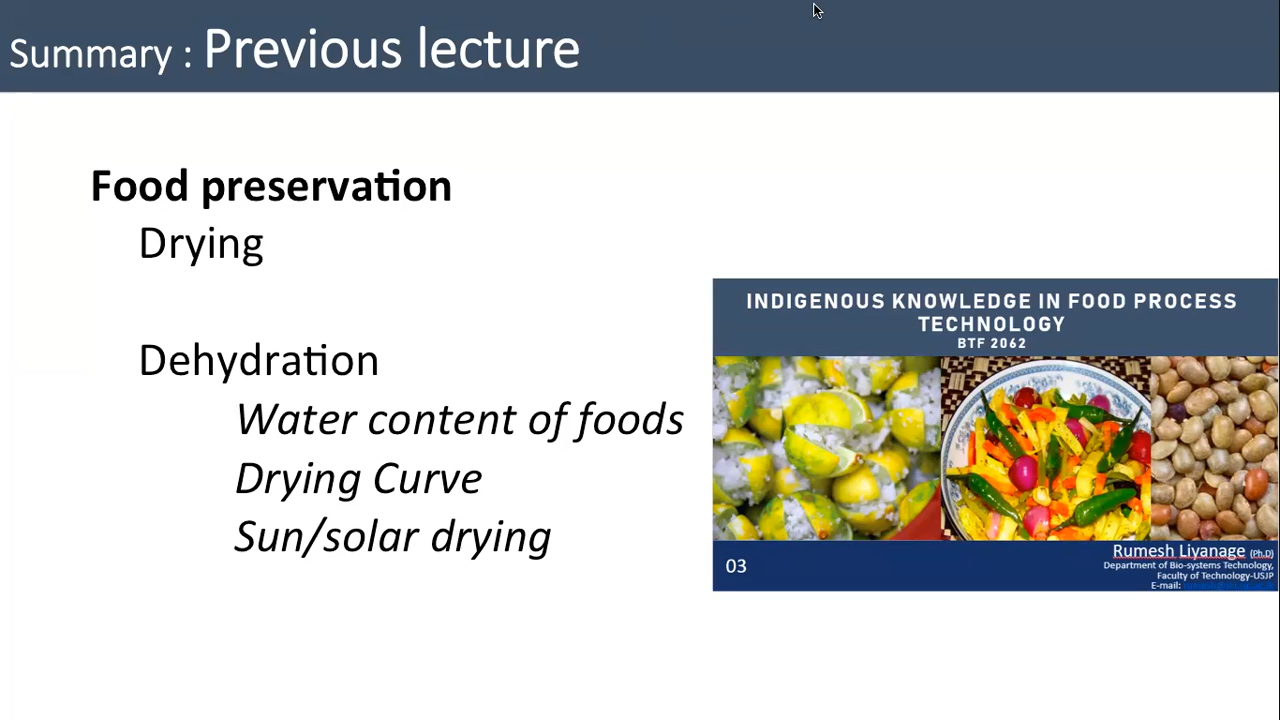 Summary : Previous lecture
Food preservation
Drying
Dehydration
Water content of foods
Drying Curve
Sun/solar drying
INDIGENOUS KNOWLEDGE IN FOOD PROCESS
TECHNOLOGY
BTF 2062
03
Rumesh Liyanage (Ph.D)
Department of Bio-systems Technology,
Faculty of Technology-USJP
E-mail: